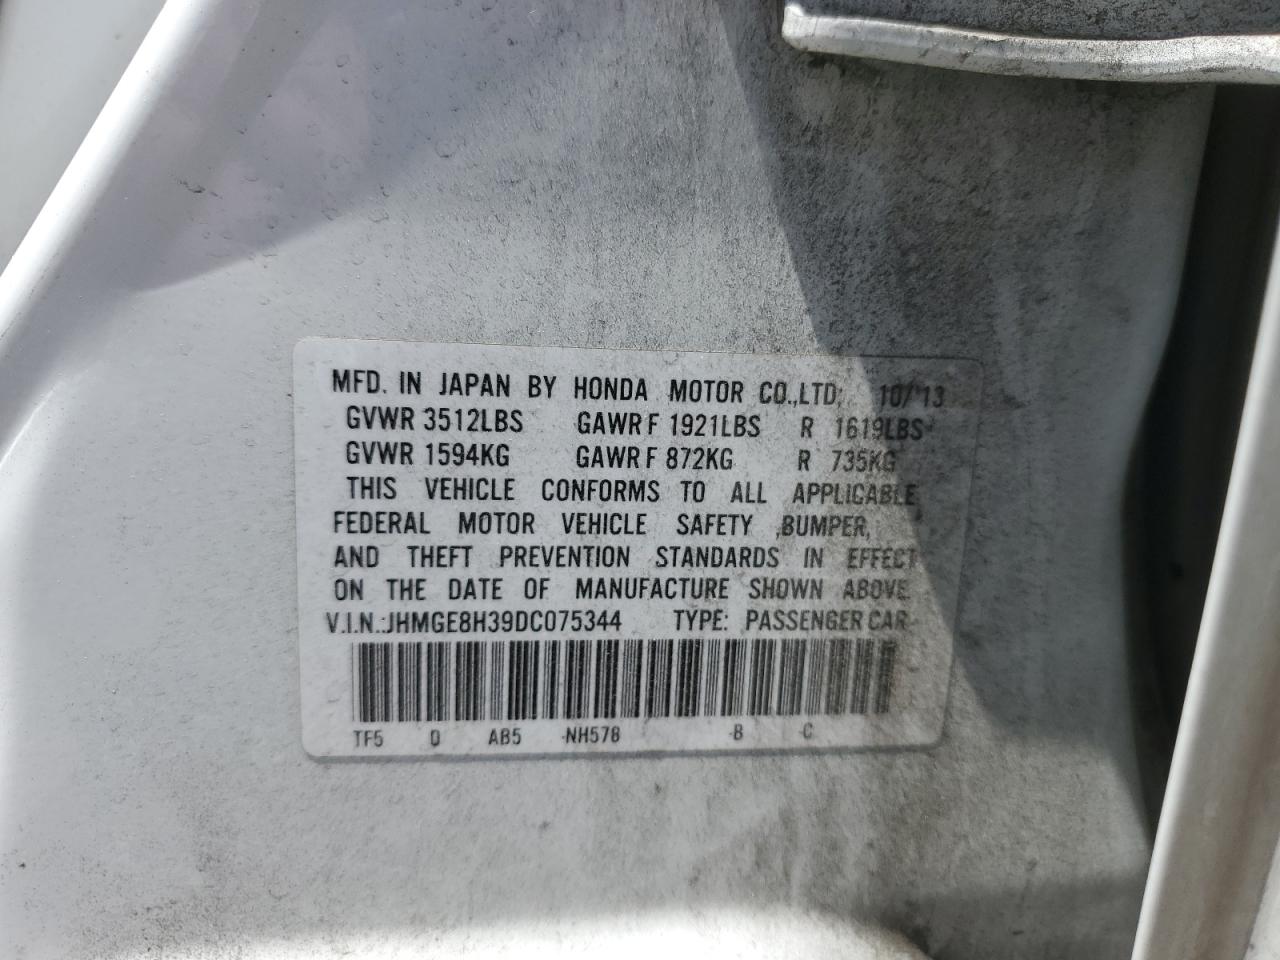 MFD. IN JAPAN BY HONDA MOTOR CO.,LTD. 10/'13
GVWR 3512LBS GAWR F 1921LBS R 1619LBS
GVWR 1594KG GAWR F 872KG R 735KG
THIS VEHICLE CONFORMS TO ALL APPLICABLE
FEDERAL MOTOR VEHICLE SAFETY ,BUMPER,
AND THEFT PREVENTION STANDARDS IN EFFECT
ON THE DATE OF MANUFACTURE SHOWN ABOVE.
V.I.N.:JHMGE8H39DC075344 TYPE: PASSENGER CAR
TF5 0 AB5 -NH578 -B -C